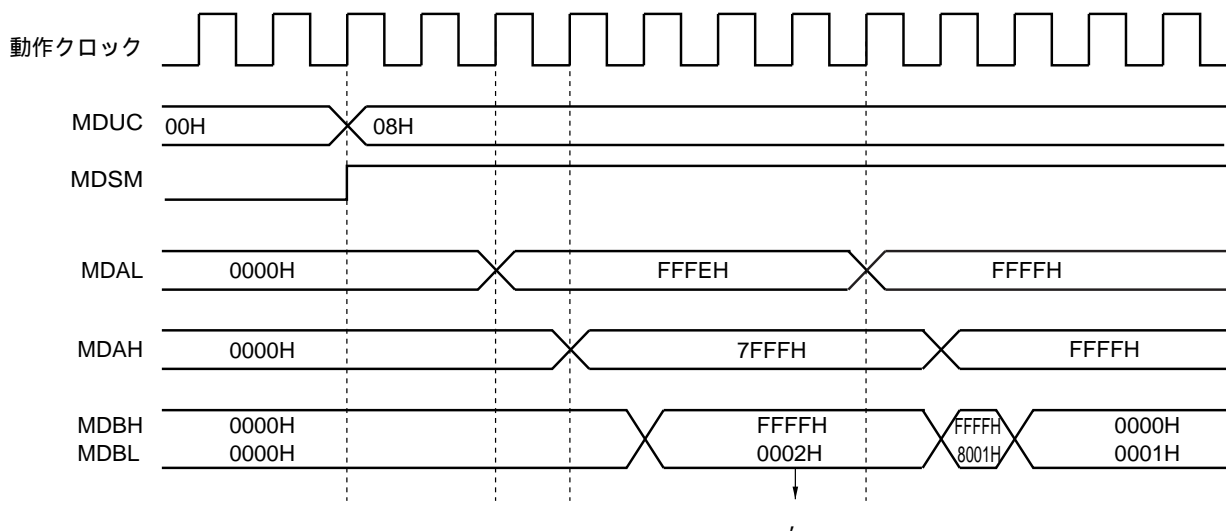 動作クロック
MDUC 00H 08H
MDSM
MDAL 0000H FFFEH FFFFH
MDAH 0000H 7FFFH FFFFH
MDBH 0000H FFFFH FFFFH 0000H
MDBL 0000H 0002H 8001H 0001H